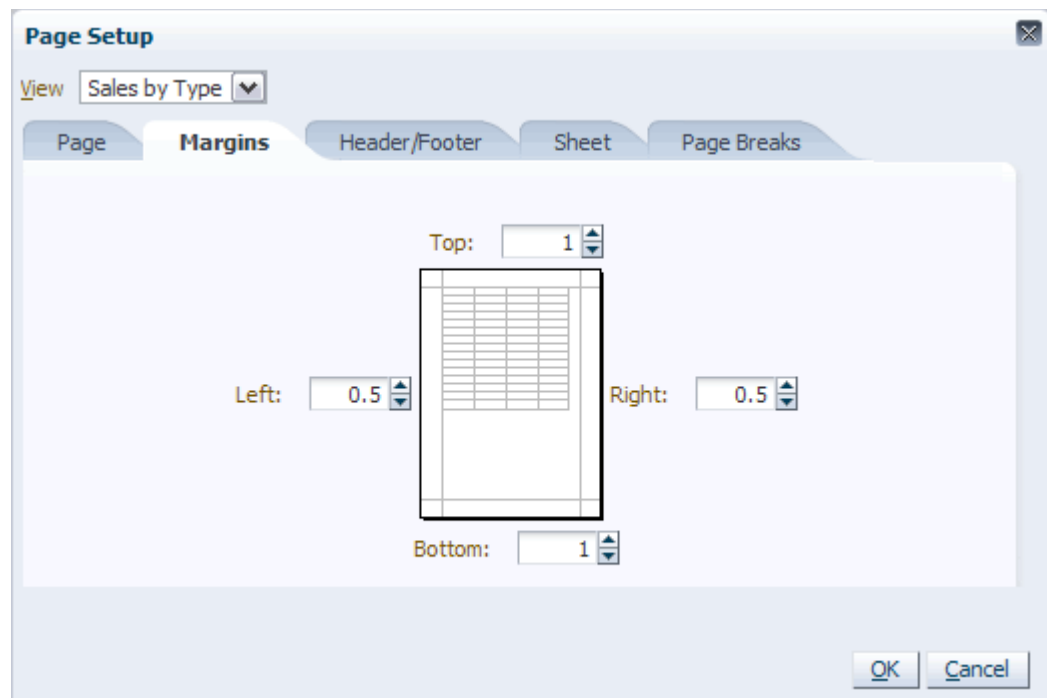 Page Setup
View Sales by Type
Page Margins Header/Footer Sheet Page Breaks
Top: 1
Left: 0.5 Right: 0.5
Bottom: 1
OK Cancel